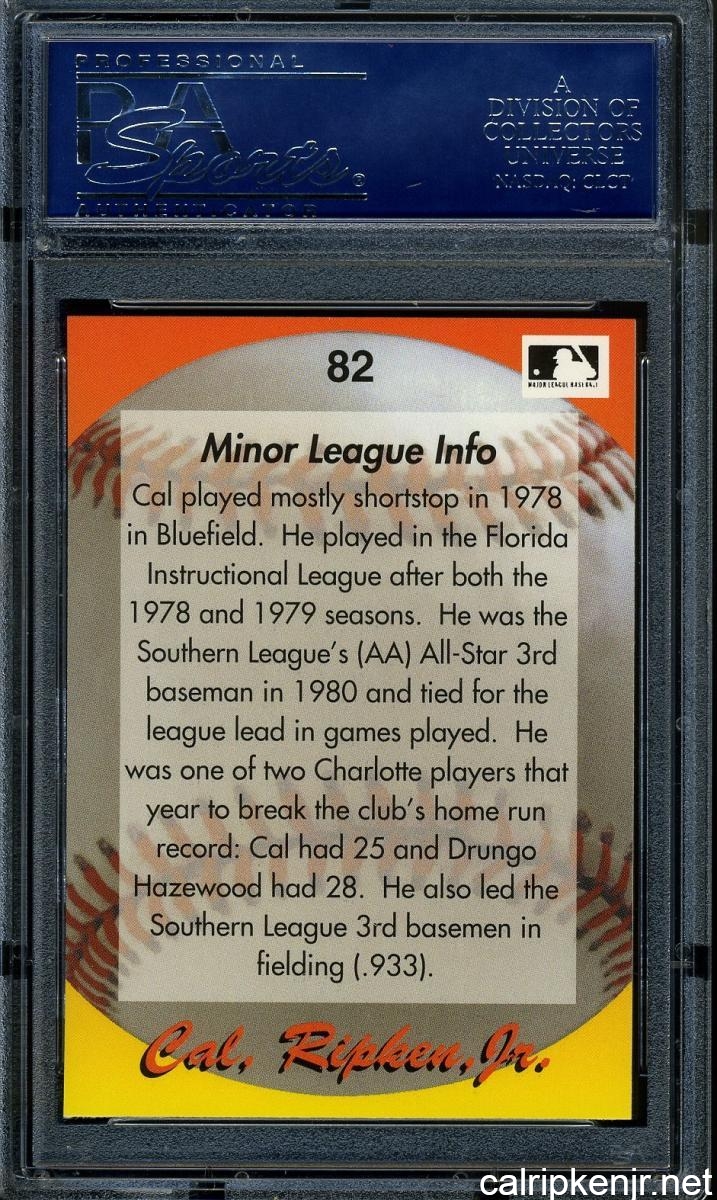 PROFESSIONAL
PSA
Sports®
AUTHENTICATOR
A
DIVISION OF
COLLECTORS
UNIVERSE
NASDAQ: CLCT
82
MAJOR LEAGUE BASEBALL
Minor League Info
Cal played mostly shortstop in 1978
in Bluefield. He played in the Florida
Instructional League after both the
1978 and 1979 seasons. He was the
Southern League's (AA) All-Star 3rd
baseman in 1980 and tied for the
league lead in games played. He
was one of two Charlotte players that
year to break the club's home run
record: Cal had 25 and Drungo
Hazewood had 28. He also led the
Southern League 3rd basemen in
fielding (.933).
Cal, Ripken, Jr.
calripkenjr.net